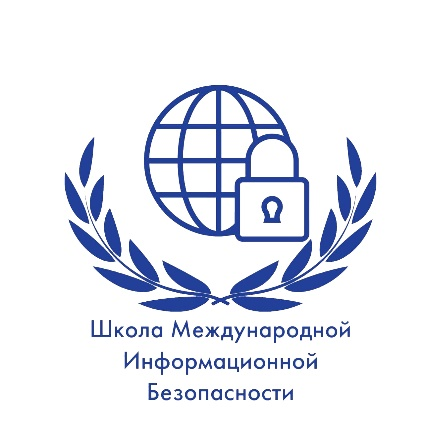 Школа Международной
Информационной
Безопасности